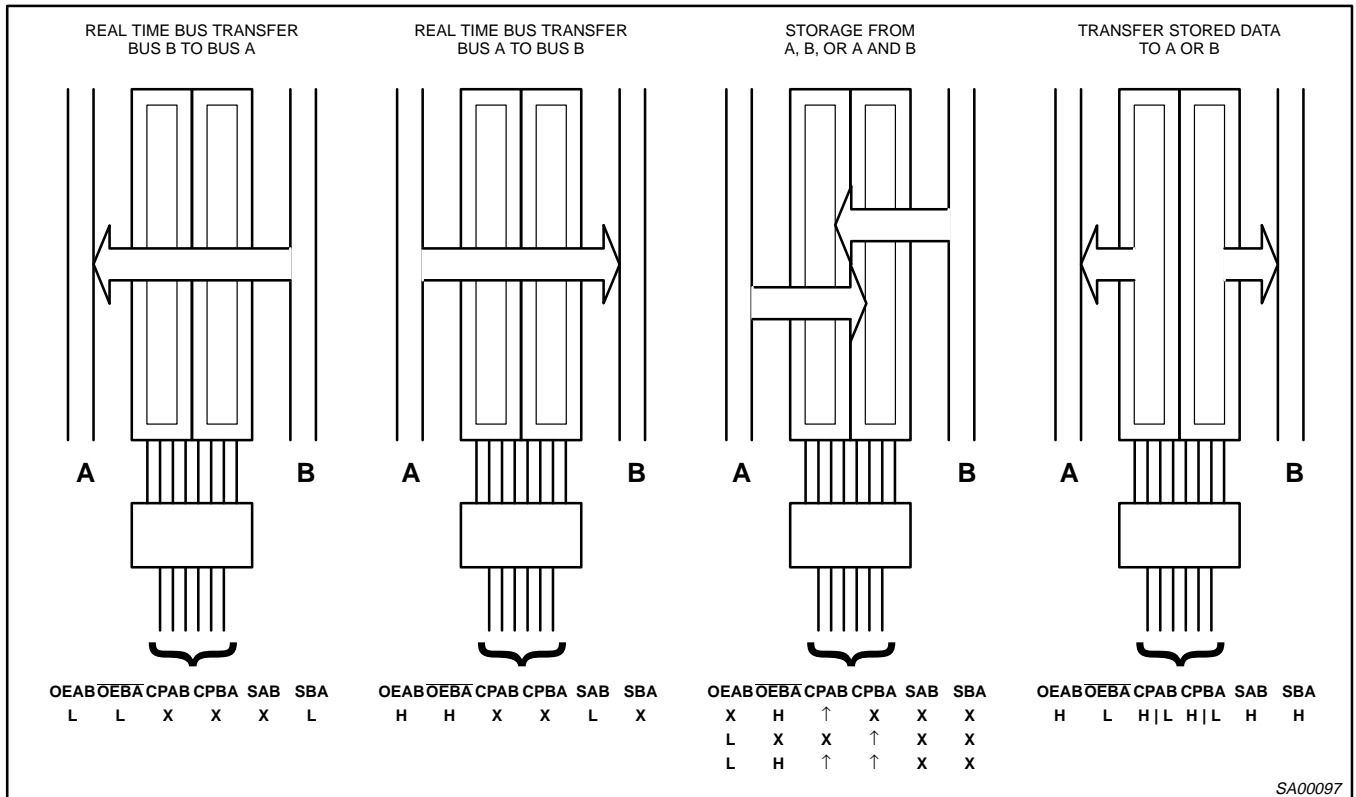 REAL TIME BUS TRANSFER
BUS B TO BUS A
REAL TIME BUS TRANSFER
BUS A TO BUS B
STORAGE FROM
A, B, OR A AND B
TRANSFER STORED DATA
TO A OR B
A B
A B
A B
A B
OEAB OEBA CPAB CPBA SAB SBA
L L X X X L
OEAB OEBA CPAB CPBA SAB SBA
H H X X L X
OEAB OEBA CPAB CPBA SAB SBA
X H ↑ X X X
L X X ↑ X X
L H ↑ ↑ X X
OEAB OEBA CPAB CPBA SAB SBA
H L H | L H | L H H
SA00097